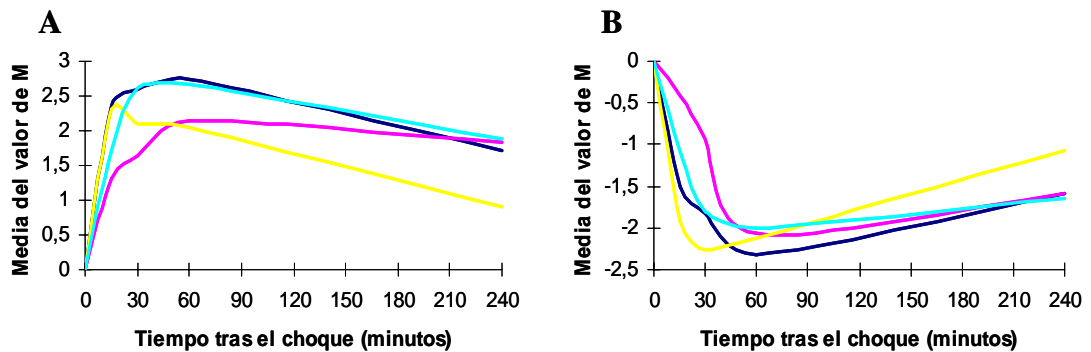 A
Media del valor de M
3
2,5
2
1,5
1
0,5
0
0 30 60 90 120 150 180 210 240
Tiempo tras el choque (minutos)
B
Media del valor de M
0
-0,5
-1
-1,5
-2
-2,5
0 30 60 90 120 150 180 210 240
Tiempo tras el choque (minutos)